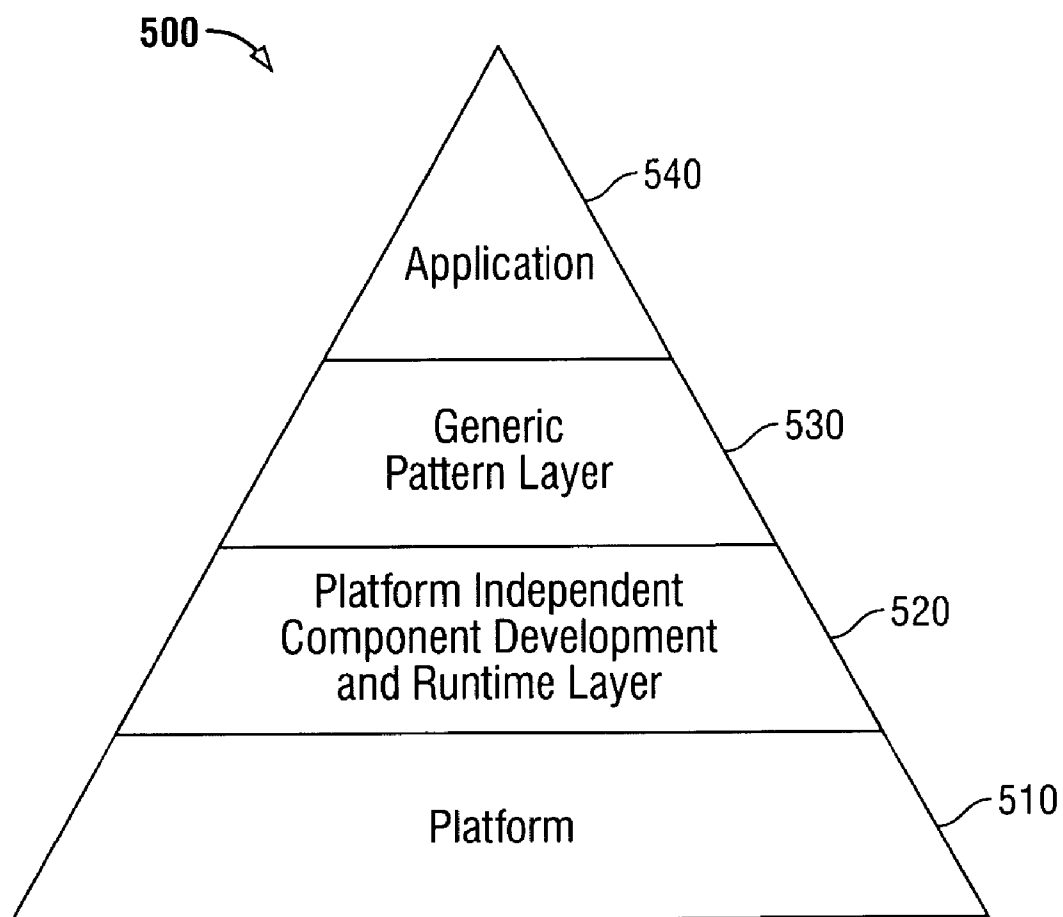 500
540
Application
530
Generic
Pattern Layer
520
Platform Independent
Component Development
and Runtime Layer
510
Platform